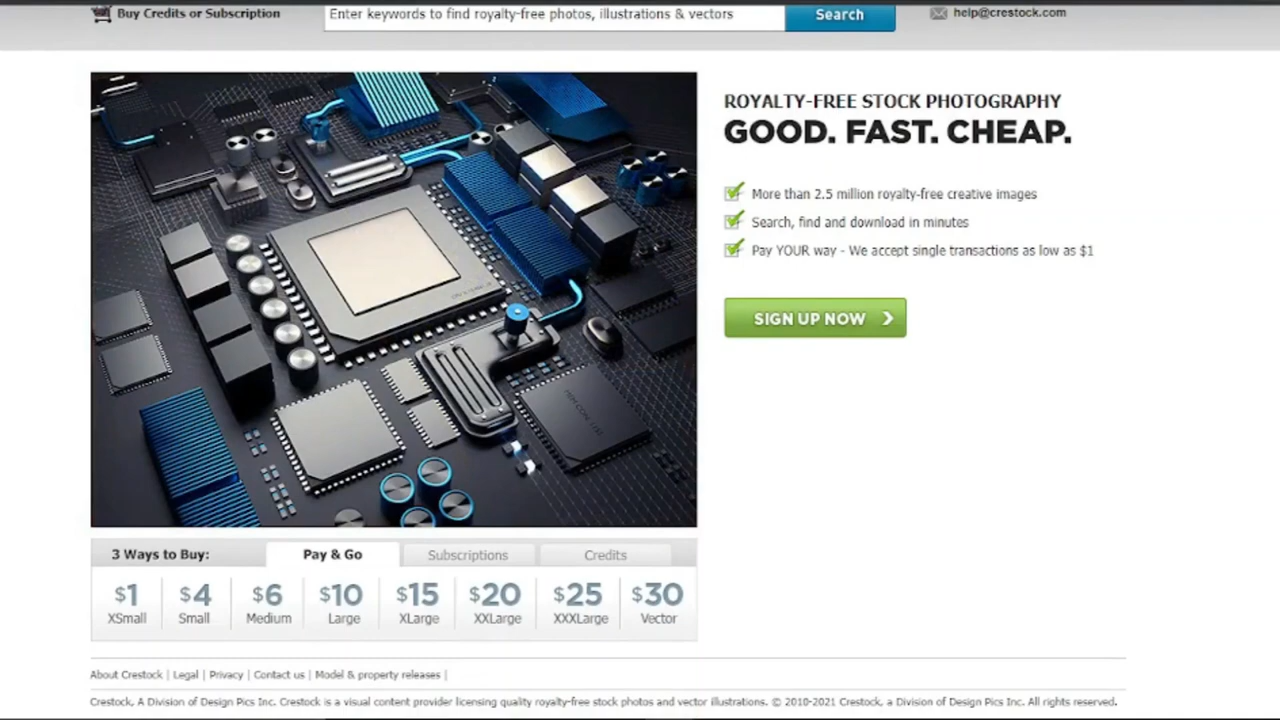 Buy Credits or Subscription
Enter keywords to find royalty-free photos, illustrations & vectors
Search
help@crestock.com
ROYALTY-FREE STOCK PHOTOGRAPHY
GOOD. FAST. CHEAP.
More than 2.5 million royalty-free creative images
Search, find and download in minutes
Pay YOUR way - We accept single transactions as low as $1
SIGN UP NOW
3 Ways to Buy: Pay & Go Subscriptions Credits
$1 $4 $6 $10 $15 $20 $25 $30
XSmall Small Medium Large XLarge XXLarge XXXLarge Vector
About Crestock | Legal | Privacy | Contact us | Model & property releases |
Crestock, A Division of Design Pics Inc. Crestock is a visual content provider licensing quality royalty-free stock photos and vector illustrations. © 2010-2021 Crestock, a Division of Design Pics Inc. All rights reserved.